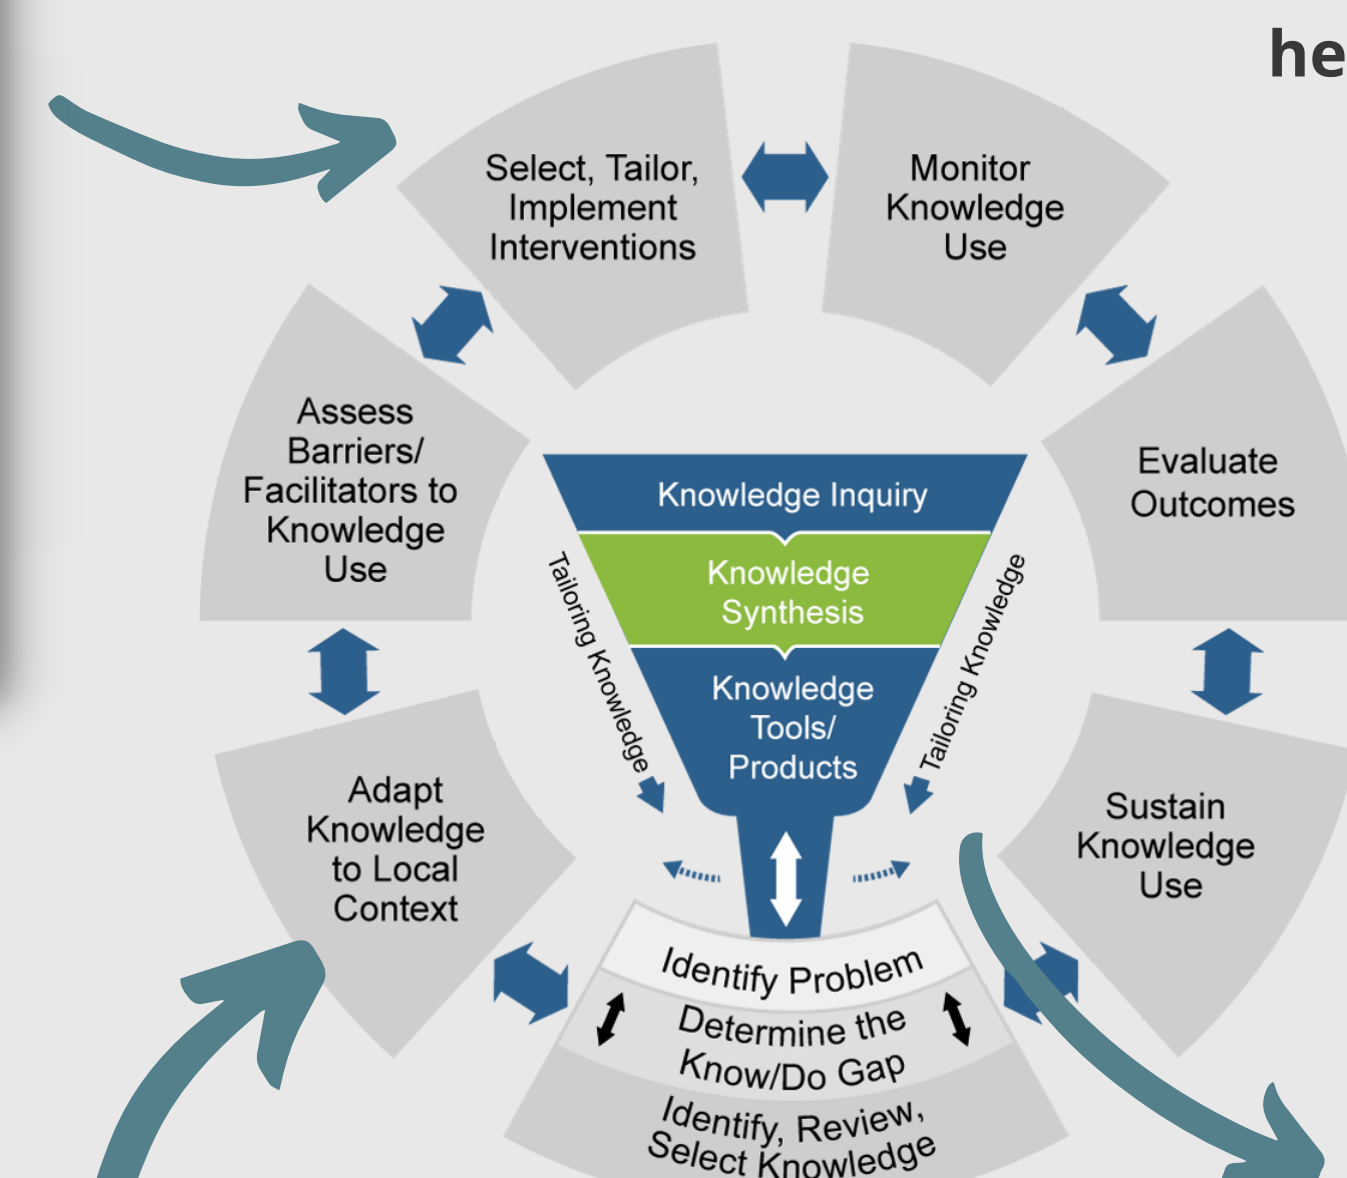 he
Select, Tailor,
Implement
Interventions
Monitor
Knowledge
Use
Assess
Barriers/
Facilitators to
Knowledge
Use
Evaluate
Outcomes
Knowledge Inquiry
Knowledge
Synthesis
Knowledge
Tools/
Products
Tailoring Knowledge
Tailoring Knowledge
Adapt
Knowledge
to Local
Context
Sustain
Knowledge
Use
Identify Problem
Determine the
Know/Do Gap
Identify, Review,
Select Knowledge